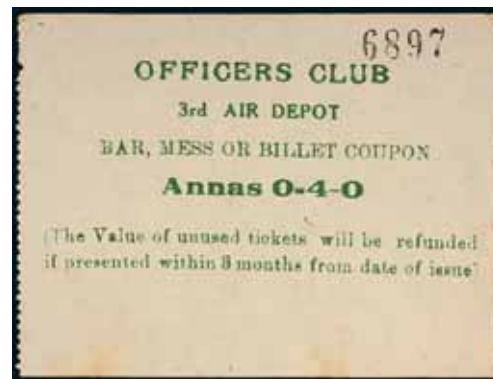 6897
OFFICERS CLUB
3rd AIR DEPOT
BAR, MESS OR BILLET COUPON
Annas 0-4-0
(The Value of unused tickets will be refunded
if presented within 3 months from date of issue)